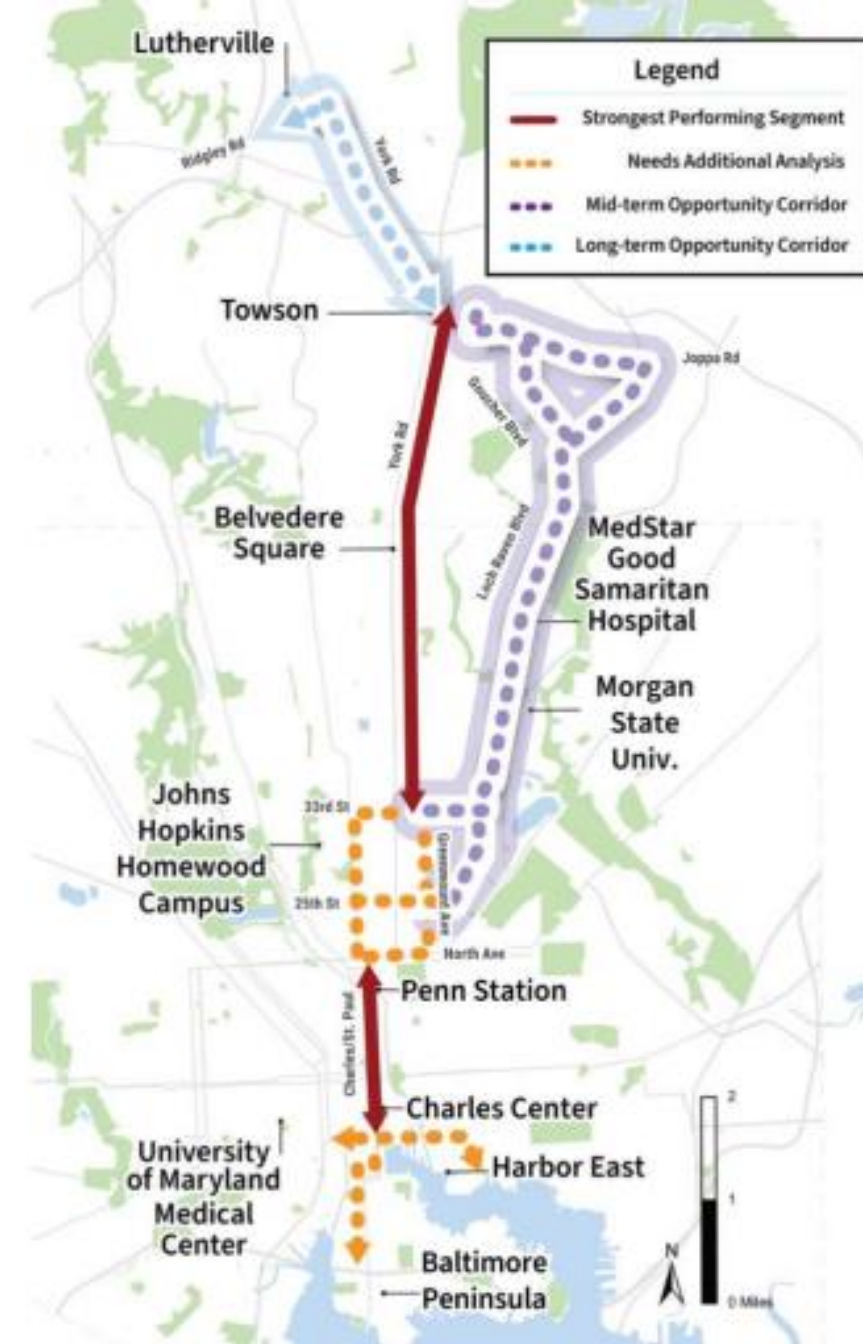 Lutherville
Legend
Strongest Performing Segment
Needs Additional Analysis
Mid-term Opportunity Corridor
Long-term Opportunity Corridor
York Rd
Ridgley Rd
Towson
Joppa Rd
Goucher Blvd
York Rd
Belvedere
Square
Loch Raven Blvd
MedStar
Good
Samaritan
Hospital
Morgan
State
Univ.
Johns
Hopkins
Homewood
Campus
33rd St
Greenmount Ave
25th St
North Ave
Penn Station
Charles/St. Paul
Charles Center
University
of Maryland
Medical
Center
Harbor East
Baltimore
Peninsula
N
2
1
0 Miles